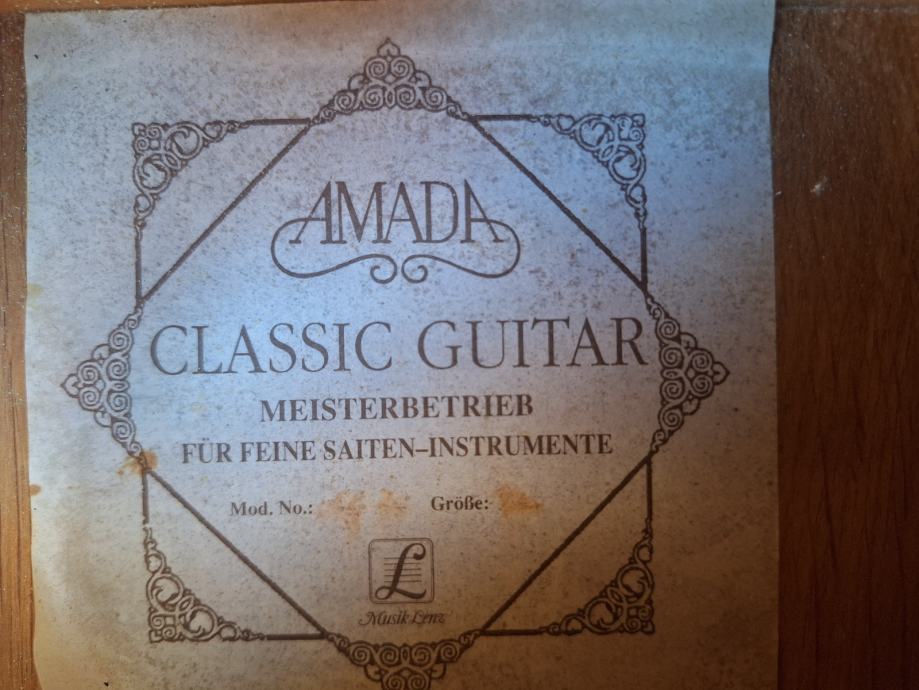 AMADA
CLASSIC GUITAR
MEISTERBETRIEB
FÜR FEINE SAITEN–INSTRUMENTE
Mod. No.: Größe:
L
Musik Lenz